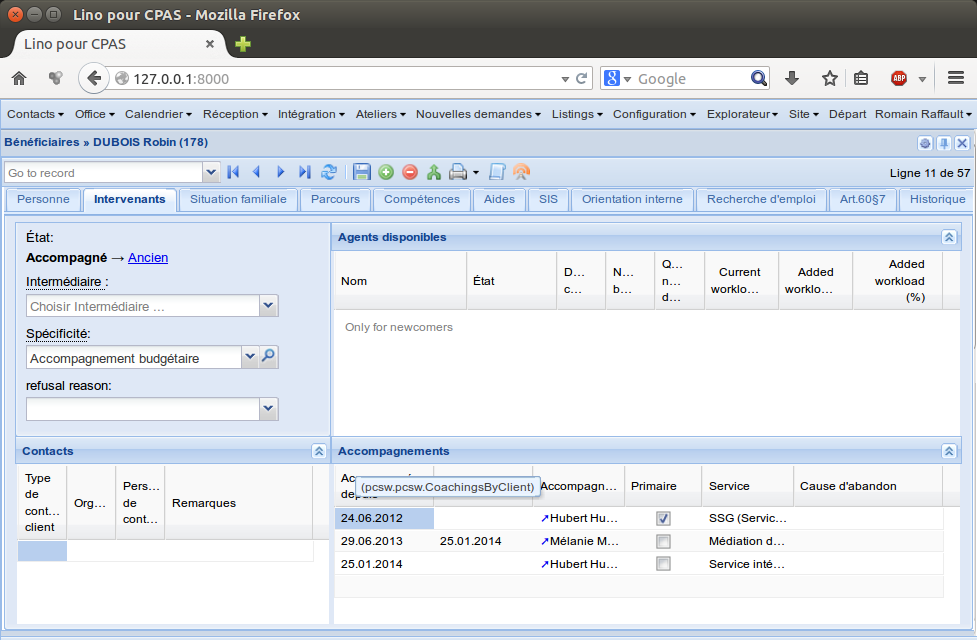 Lino pour CPAS - Mozilla Firefox
Lino pour CPAS
127.0.0.1:8000
Google
ABP
Contacts Office Calendrier Réception Intégration Ateliers Nouvelles demandes Listings Configuration Explorateur Site Départ Romain Raffault
Bénéficiaires » DUBOIS Robin (178)
Go to record
Ligne 11 de 57
Personne Intervenants Situation familiale Parcours Compétences Aides SIS Orientation interne Recherche d'emploi Art.60§7 Historique
État:
Accompagné → Ancien
Intermédiaire :
Choisir Intermédiaire ...
Spécificité:
Accompagnement budgétaire
refusal reason:
Agents disponibles
Nom État D... c... N... b... Q... n... d... Current worklo... Added worklo... Added workload (%)
Only for newcomers
Contacts
Type de cont... client Org... Pers... de cont... Remarques
Accompagnements
(pcsw.pcsw.CoachingsByClient)
Accompagn... Primaire Service Cause d'abandon
24.06.2012 Hubert Hu... SSG (Servic...
29.06.2013 25.01.2014 Mélanie M... Médiation d...
25.01.2014 Hubert Hu... Service inté...